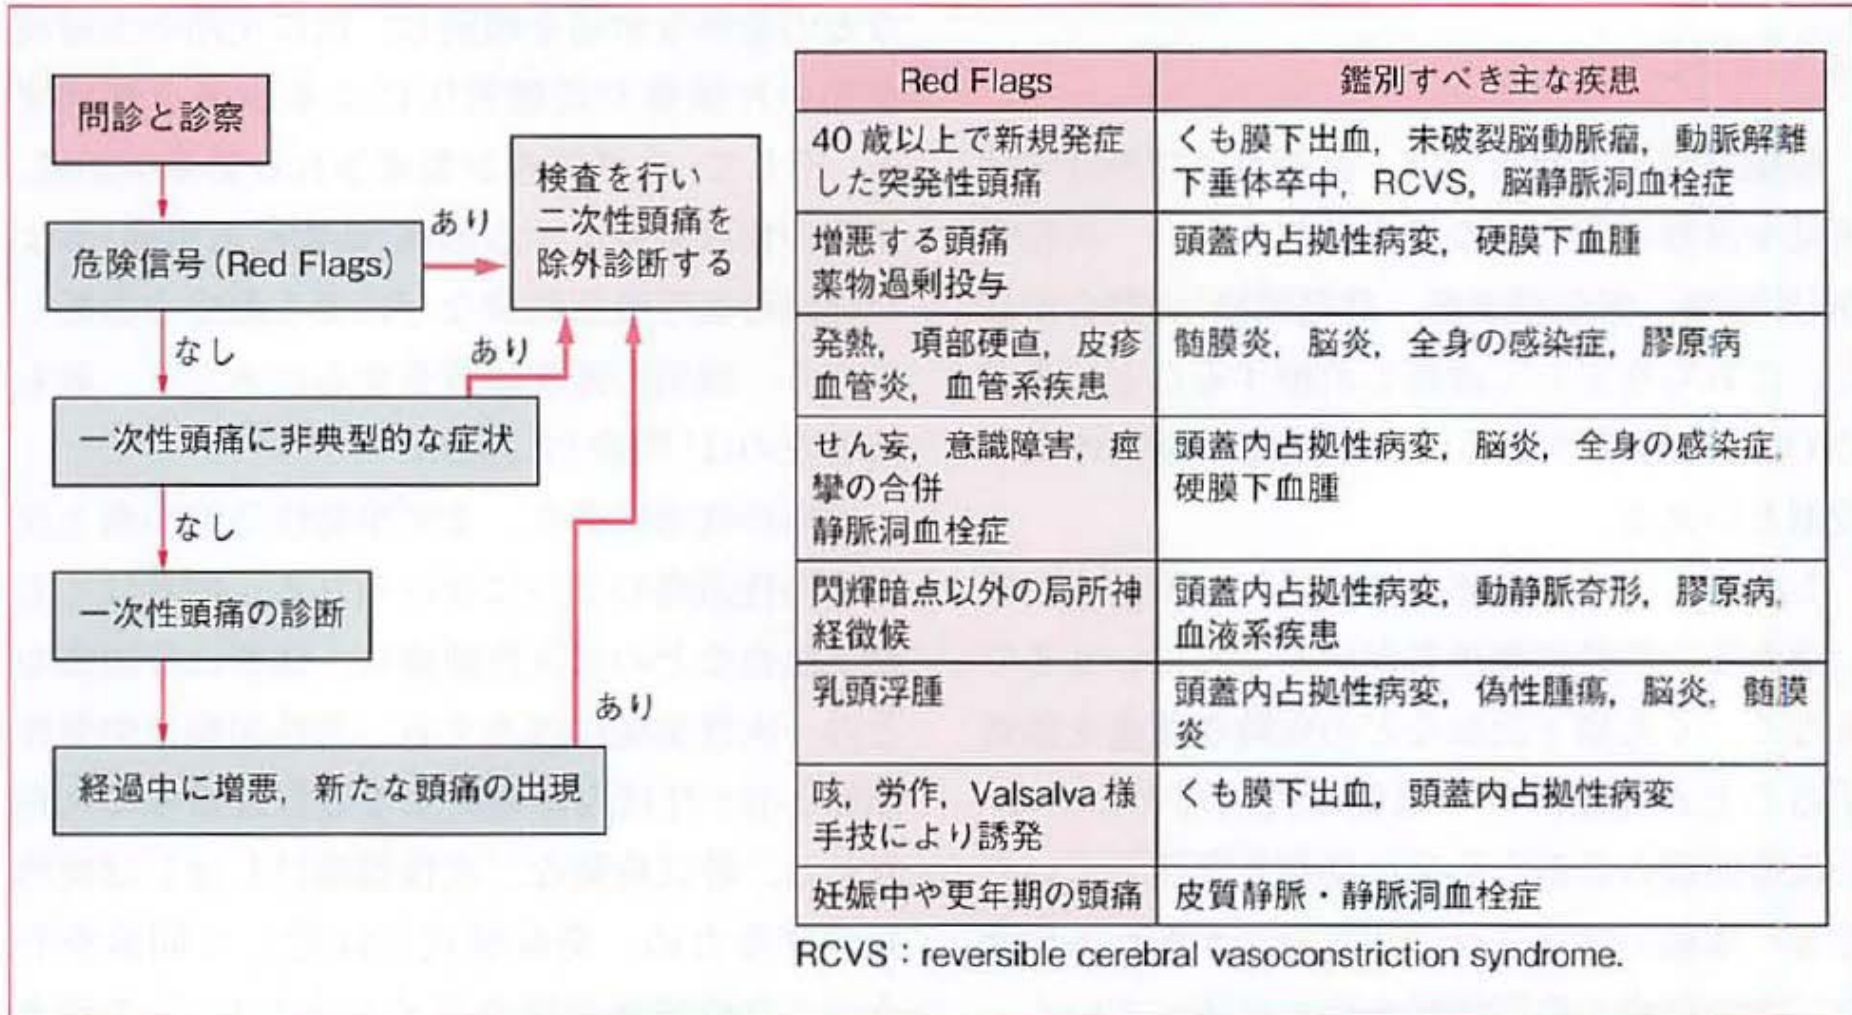 問診と診察
危険信号(Red Flags)
あり
検査を行い
二次性頭痛を
除外診断する
なし
あり
一次性頭痛に非典型的な症状
なし
一次性頭痛の診断
あり
経過中に増悪，新たな頭痛の出現
Red Flags
鑑別すべき主な疾患
40歳以上で新規発症
した突発性頭痛
くも膜下出血，未破裂脳動脈瘤，動脈解離
下垂体卒中，RCVS，脳静脈洞血栓症
増悪する頭痛
薬物過剰投与
頭蓋内占拠性病変，硬膜下血腫
発熱，項部硬直，皮疹
血管炎，血管系疾患
髄膜炎，脳炎，全身の感染症，膠原病
せん妄，意識障害，痙
攣の合併
静脈洞血栓症
頭蓋内占拠性病変，脳炎，全身の感染症，
硬膜下血腫
閃輝暗点以外の局所神
経徴候
頭蓋内占拠性病変，動静脈奇形，膠原病，
血液系疾患
乳頭浮腫
頭蓋内占拠性病変，偽性腫瘍，脳炎，髄膜
炎
咳，労作，Valsalva様
手技により誘発
くも膜下出血，頭蓋内占拠性病変
妊娠中や更年期の頭痛
皮質静脈・静脈洞血栓症
RCVS：reversible cerebral vasoconstriction syndrome.